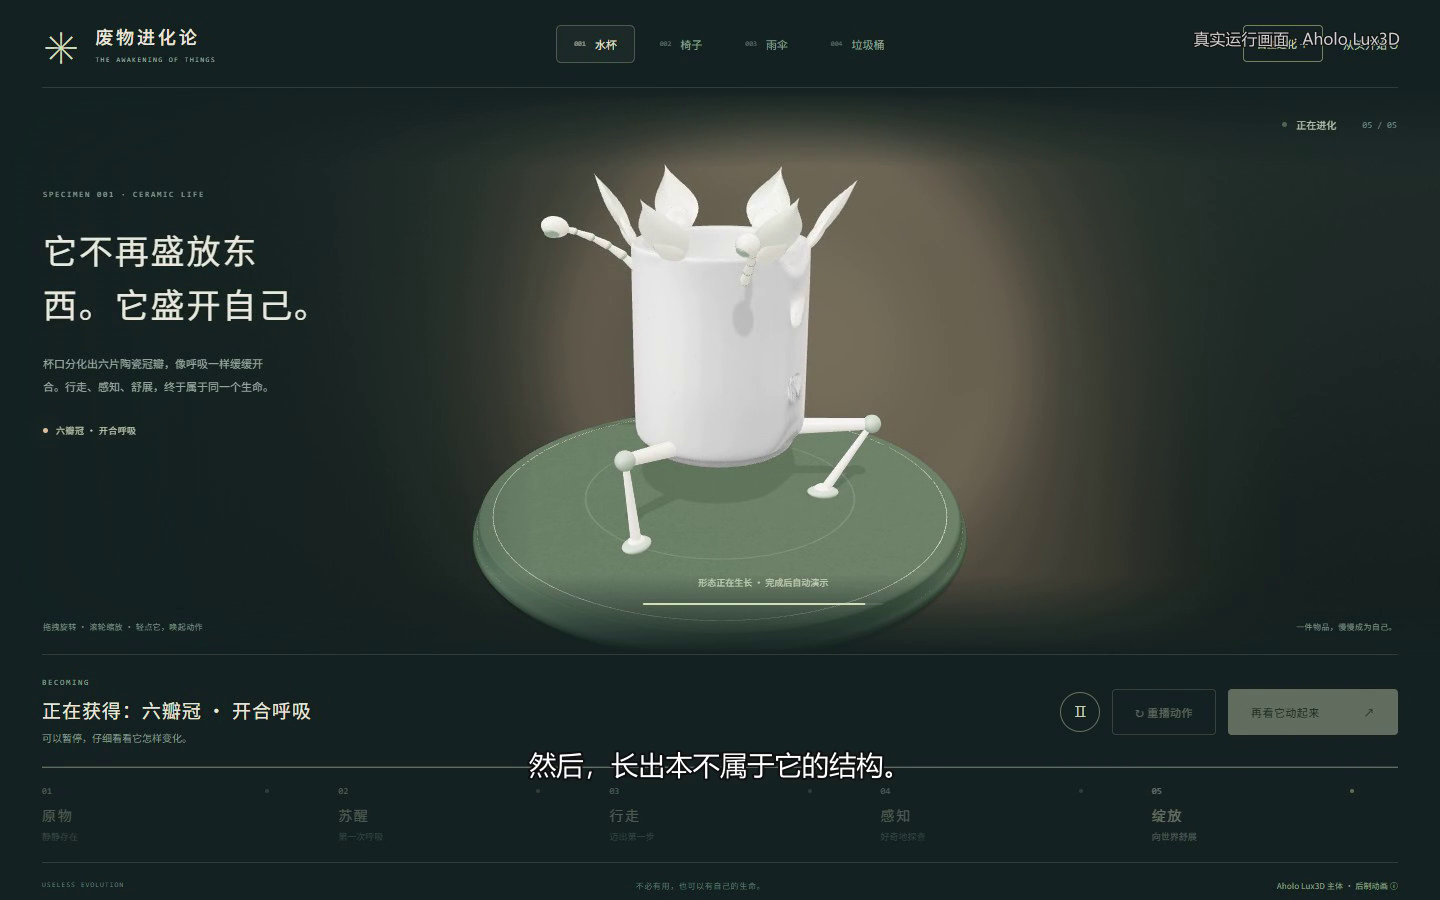 废物进化论
THE AWAKENING OF THINGS
001 水杯
002 椅子
003 雨伞
004 垃圾桶
真实运行画面 · Aholo Lux3D
正在进化 05 / 05
SPECIMEN 001 · CERAMIC LIFE
它不再盛放东
西。它盛开自己。
杯口分化出六片陶瓷冠瓣，像呼吸一样缓缓开
合。行走、感知、舒展，终于属于同一个生命。
六瓣冠 · 开合呼吸
形态正在生长 · 完成后自动演示
拖拽旋转 · 滚轮缩放 · 轻点它，唤起动作
一件物品，慢慢成为自己。
BECOMING
正在获得：六瓣冠 · 开合呼吸
可以暂停，仔细看看它怎样变化。
↻ 重播动作
再看它动起来 ↗
然后，长出本不属于它的结构。
01
02
03
04
05
原物
苏醒
行走
感知
绽放
静静存在
第一次呼吸
迈出第一步
好奇地探查
向世界舒展
USELESS EVOLUTION
不必有用，也可以有自己的生命。
Aholo Lux3D 主体 · 后制动画 ⓘ